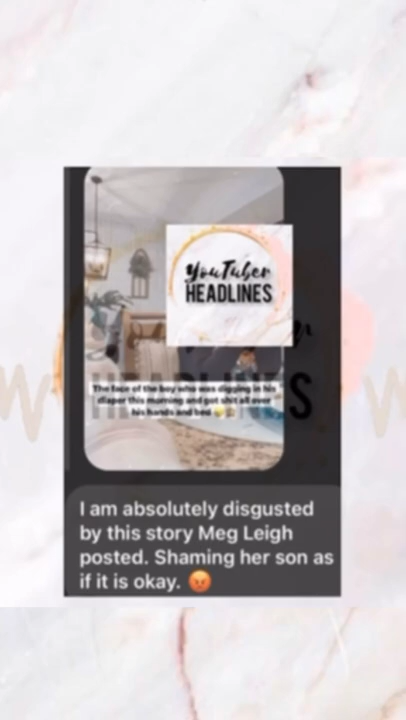 YouTuber
HEADLINES
The face of the boy who was digging in his
diaper this morning and got shit all over
his hands and bed
I am absolutely disgusted
by this story Meg Leigh
posted. Shaming her son as
if it is okay. 😡